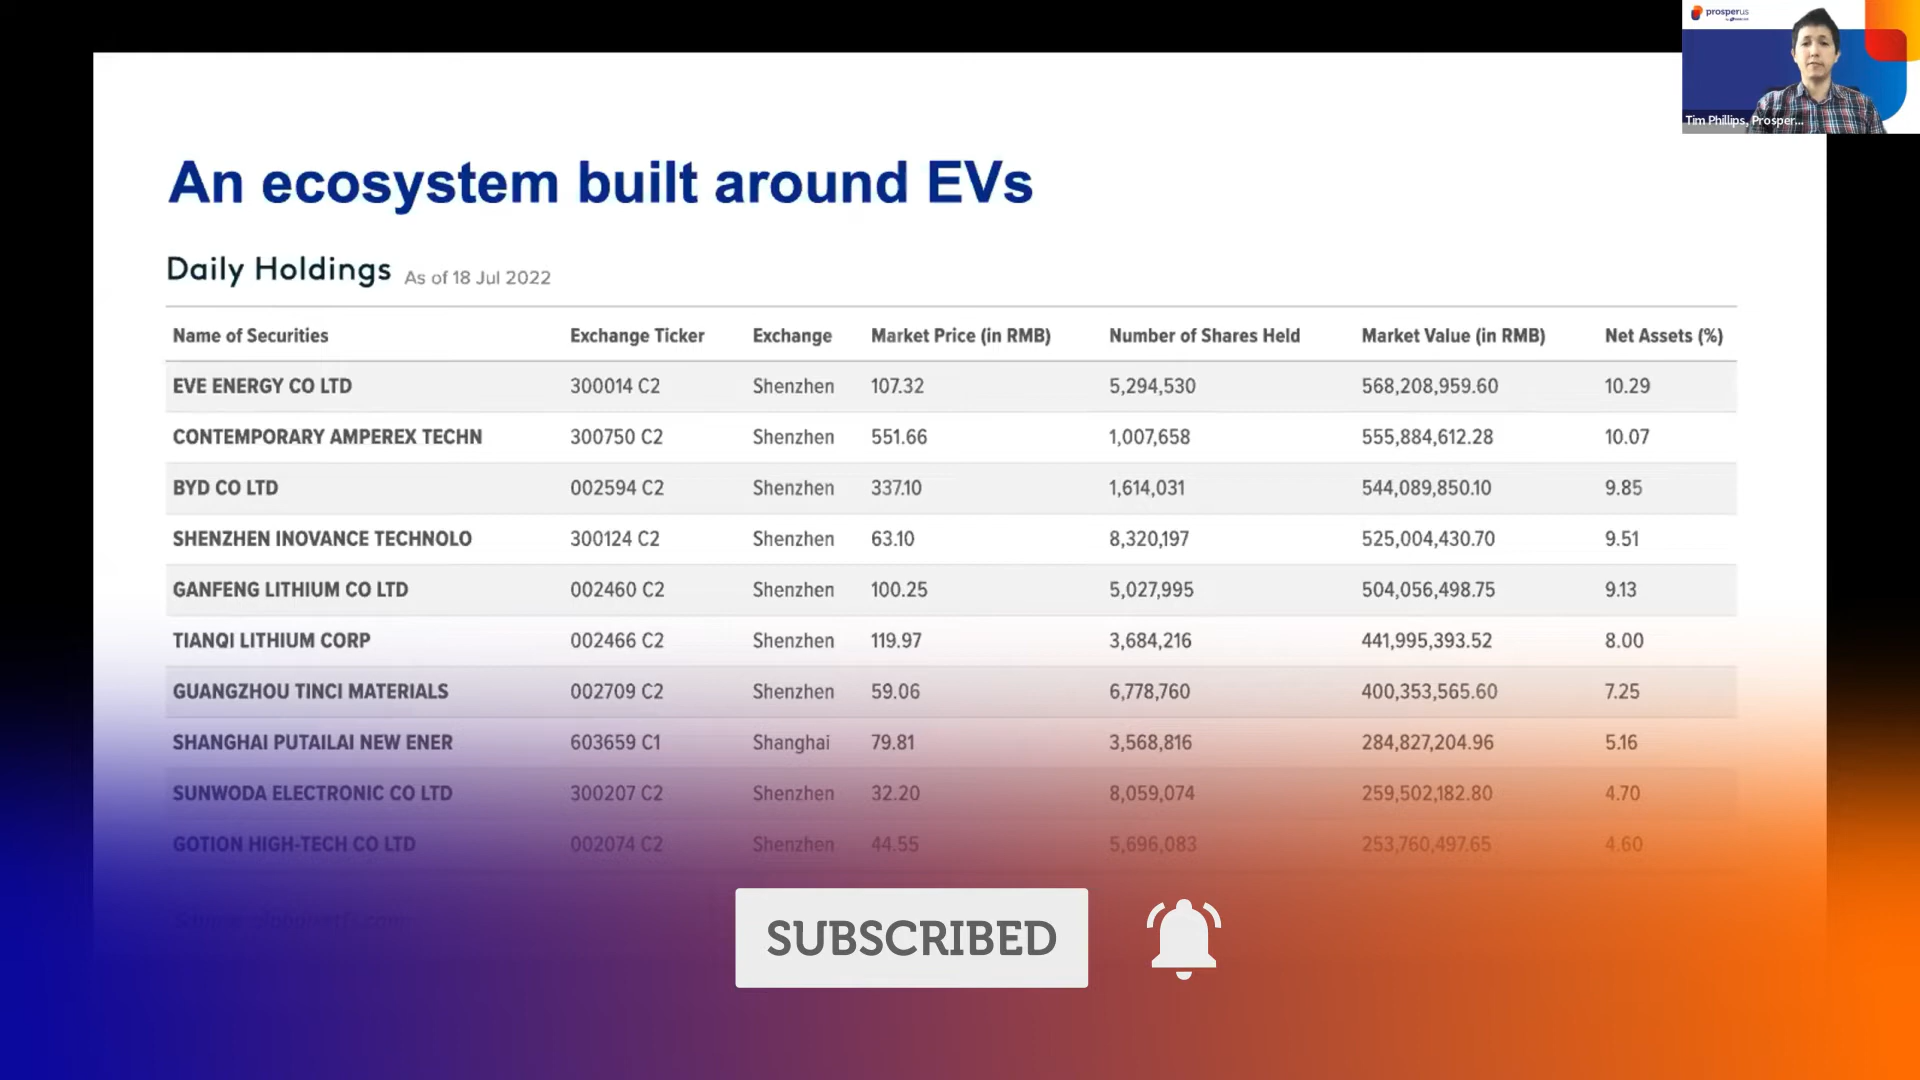 prosperus
Tim Phillips, Prosper...
An ecosystem built around EVs
Daily Holdings As of 18 Jul 2022
Name of Securities Exchange Ticker Exchange Market Price (in RMB) Number of Shares Held Market Value (in RMB) Net Assets (%)
EVE ENERGY CO LTD 300014 C2 Shenzhen 107.32 5,294,530 568,208,959.60 10.29
CONTEMPORARY AMPEREX TECHN 300750 C2 Shenzhen 551.66 1,007,658 555,884,612.28 10.07
BYD CO LTD 002594 C2 Shenzhen 337.10 1,614,031 544,089,850.10 9.85
SHENZHEN INOVANCE TECHNOLO 300124 C2 Shenzhen 63.10 8,320,197 525,004,430.70 9.51
GANFENG LITHIUM CO LTD 002460 C2 Shenzhen 100.25 5,027,995 504,056,498.75 9.13
TIANQI LITHIUM CORP 002466 C2 Shenzhen 119.97 3,684,216 441,995,393.52 8.00
GUANGZHOU TINCI MATERIALS 002709 C2 Shenzhen 59.06 6,778,760 400,353,565.60 7.25
SHANGHAI PUTAILAI NEW ENER 603659 C1 Shanghai 79.81 3,568,816 284,827,204.96 5.16
SUNWODA ELECTRONIC CO LTD 300207 C2 Shenzhen 32.20 8,059,074 259,502,182.80 4.70
GOTION HIGH-TECH CO LTD 002074 C2 Shenzhen 44.55 5,696,083 253,760,497.65 4.60
SUBSCRIBED